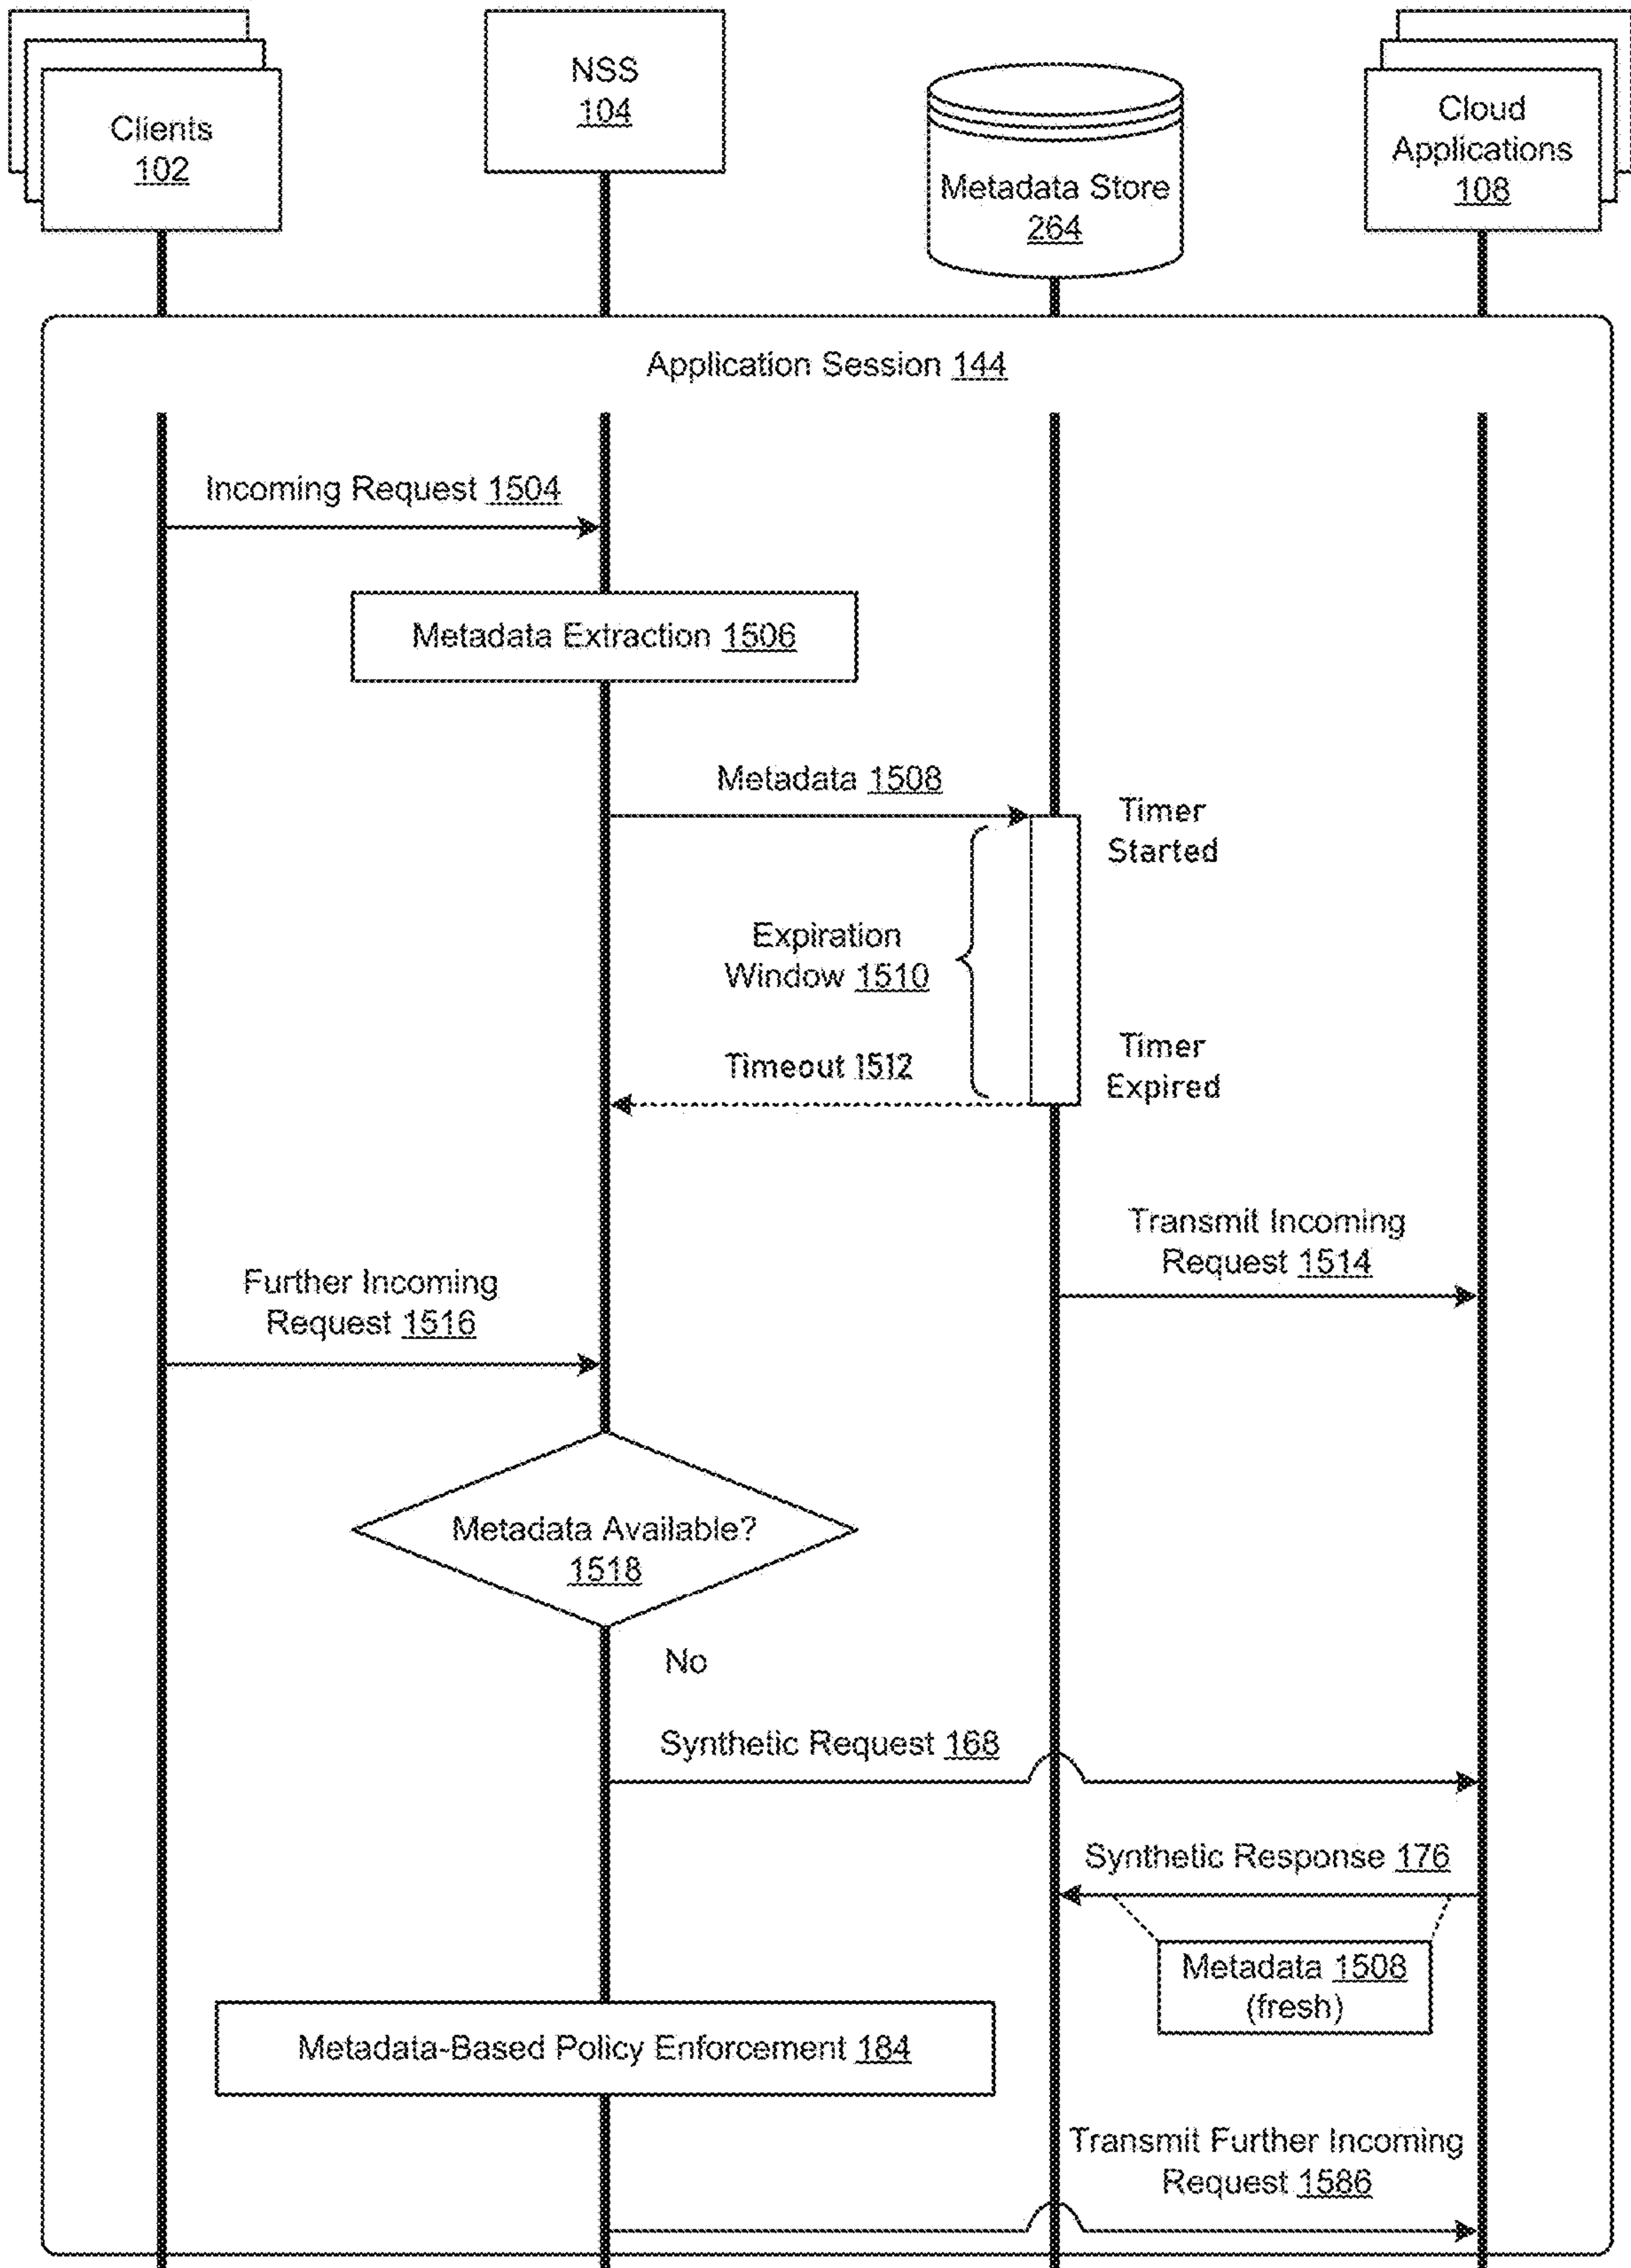 Clients
102
NSS
104
Metadata Store
264
Cloud
Applications
108
Application Session 144
Incoming Request 1504
Metadata Extraction 1506
Metadata 1508
Timer
Started
Expiration
Window 1510
Timeout 1512
Timer
Expired
Transmit Incoming
Request 1514
Further Incoming
Request 1516
Metadata Available?
1518
No
Synthetic Request 168
Synthetic Response 176
Metadata 1508
(fresh)
Metadata-Based Policy Enforcement 184
Transmit Further Incoming
Request 1586